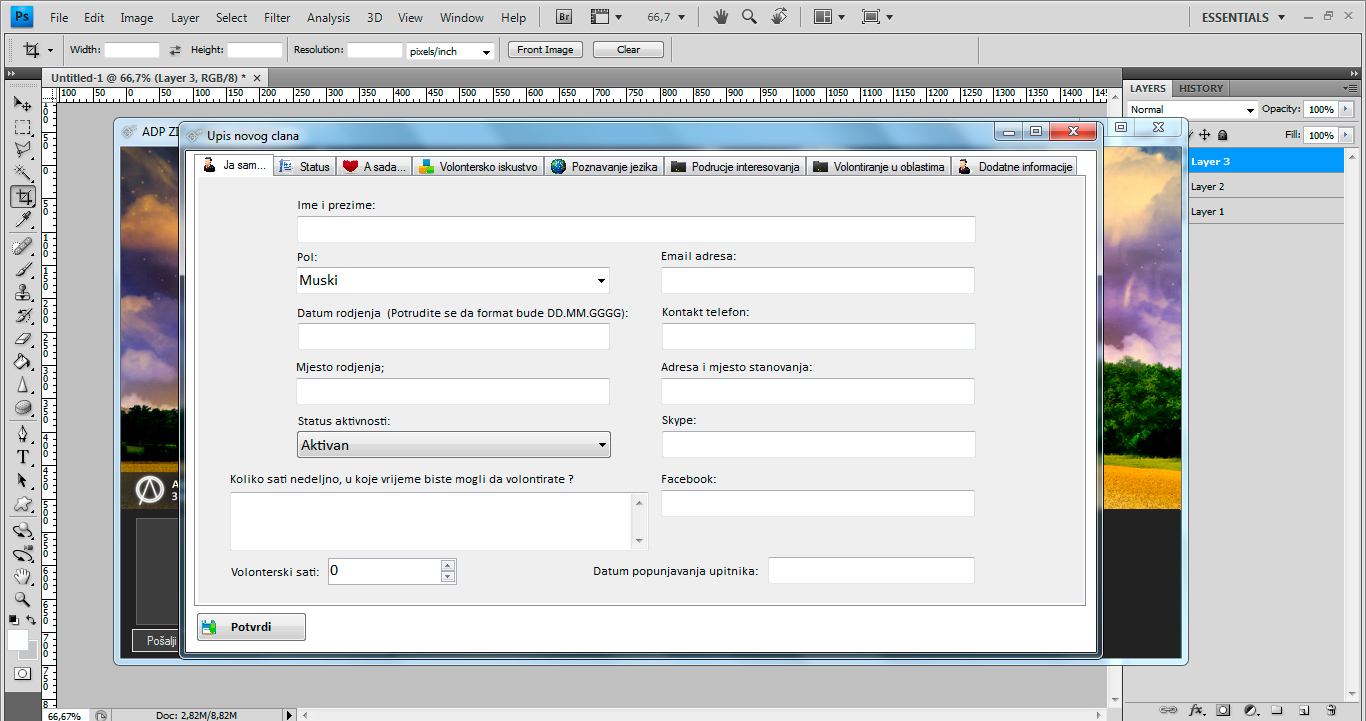 Ps File Edit Image Layer Select Filter Analysis 3D View Window Help Br 66,7 ESSENTIALS
Width: Height: Resolution: pixels/inch Front Image Clear
Untitled-1 @ 66,7% (Layer 3, RGB/8) *
100 50 0 50 100 150 200 250 300 350 400 450 500 550 600 650 700 750 800 850 900 950 1000 1050 1100 1150 1200 1250 1300 1350 1400
LAYERS HISTORY
Normal Opacity: 100%
Fill: 100%
Layer 3
Layer 2
Layer 1
ADP ZI
Upis novog clana
Ja sam... Status A sada... Volontersko iskustvo Poznavanje jezika Podrucje interesovanja Volontiranje u oblastima Dodatne informacije
Ime i prezime:
Pol: Email adresa:
Muski
Datum rodjenja (Potrudite se da format bude DD.MM.GGGG): Kontakt telefon:
Mjesto rodjenja; Adresa i mjesto stanovanja:
Status aktivnosti: Skype:
Aktivan
Koliko sati nedeljno, u koje vrijeme biste mogli da volontirate ? Facebook:
Volonterski sati: 0 Datum popunjavanja upitnika:
Potvrdi
Pošalji
66,67% Doc: 2,82M/8,82M